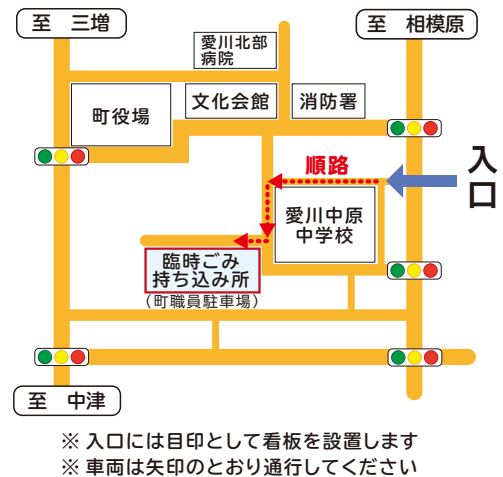 至 三増
至 相模原
愛川北部
病院
町役場
文化会館
消防署
順路
入口
愛川中原
中学校
臨時ごみ
持ち込み所
（町職員駐車場）
至 中津
※ 入口には目印として看板を設置します
※ 車両は矢印のとおり通行してください